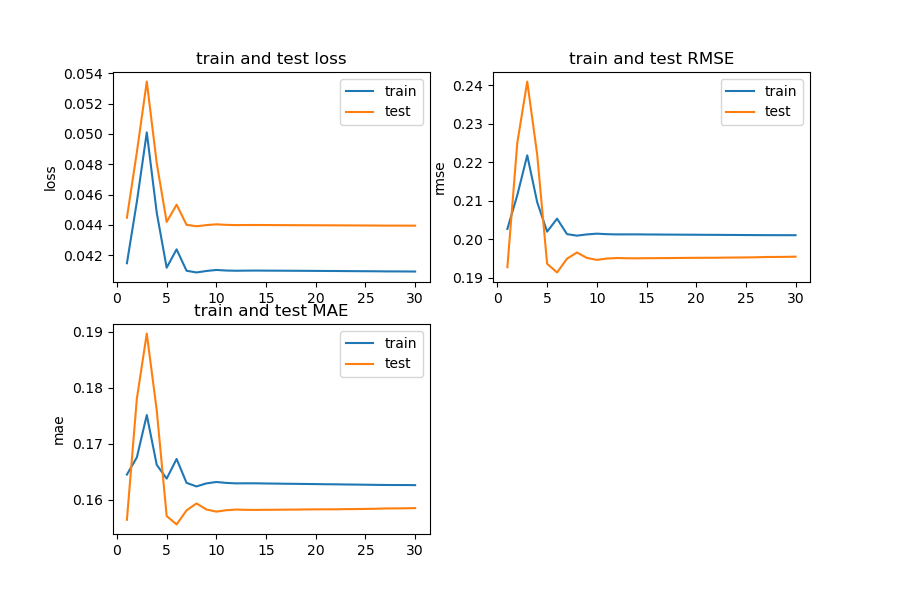 train and test loss
loss
0.054
0.052
0.050
0.048
0.046
0.044
0.042
0 5 10 15 20 25 30
train
test
train and test RMSE
rmse
0.24
0.23
0.22
0.21
0.20
0.19
0 5 10 15 20 25 30
train
test
train and test MAE
mae
0.19
0.18
0.17
0.16
0 5 10 15 20 25 30
train
test